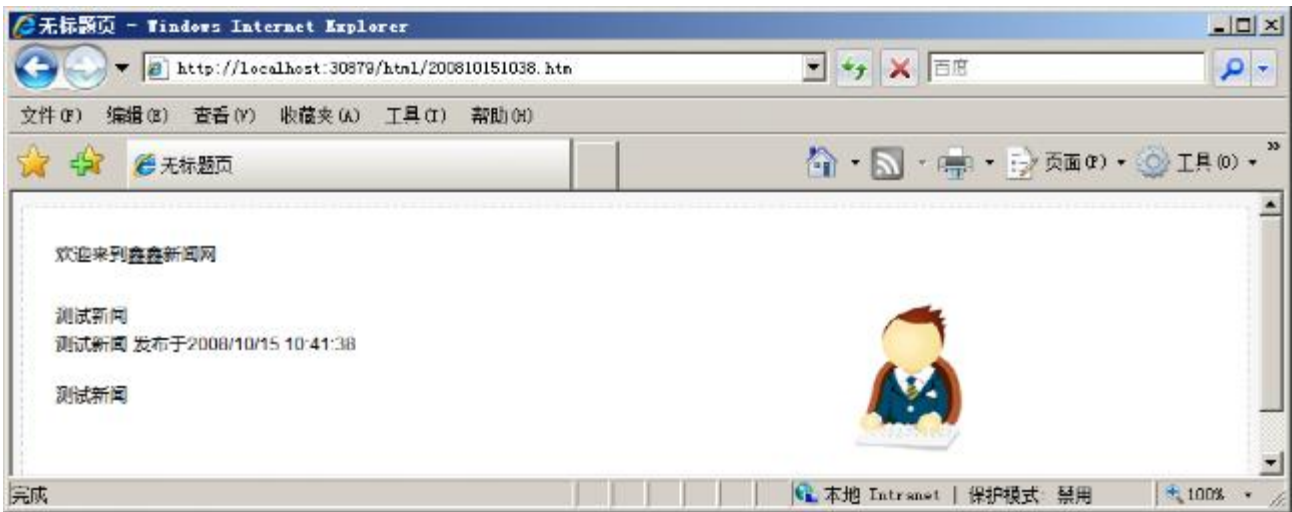 无标题页 - Windows Internet Explorer
http://localhost:30879/html/200810151038.htm
百度
文件(F) 编辑(E) 查看(V) 收藏夹(A) 工具(T) 帮助(H)
无标题页
页面(P) 工具(O) »
欢迎来到鑫鑫新闻网
测试新闻
测试新闻 发布于2008/10/15 10:41:38
测试新闻
完成
本地 Intranet | 保护模式: 禁用
100%